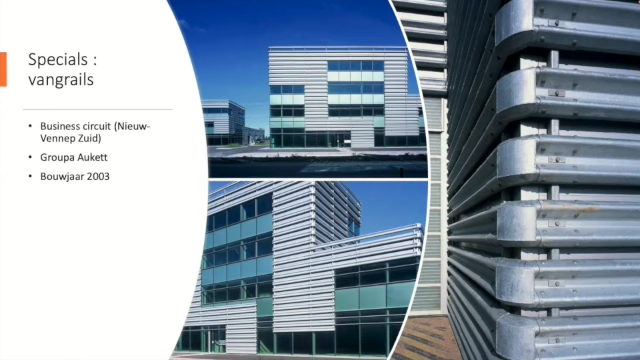 Specials :
vangrails
• Business circuit (Nieuw-
Vennep Zuid)
• Groupa Aukett
• Bouwjaar 2003